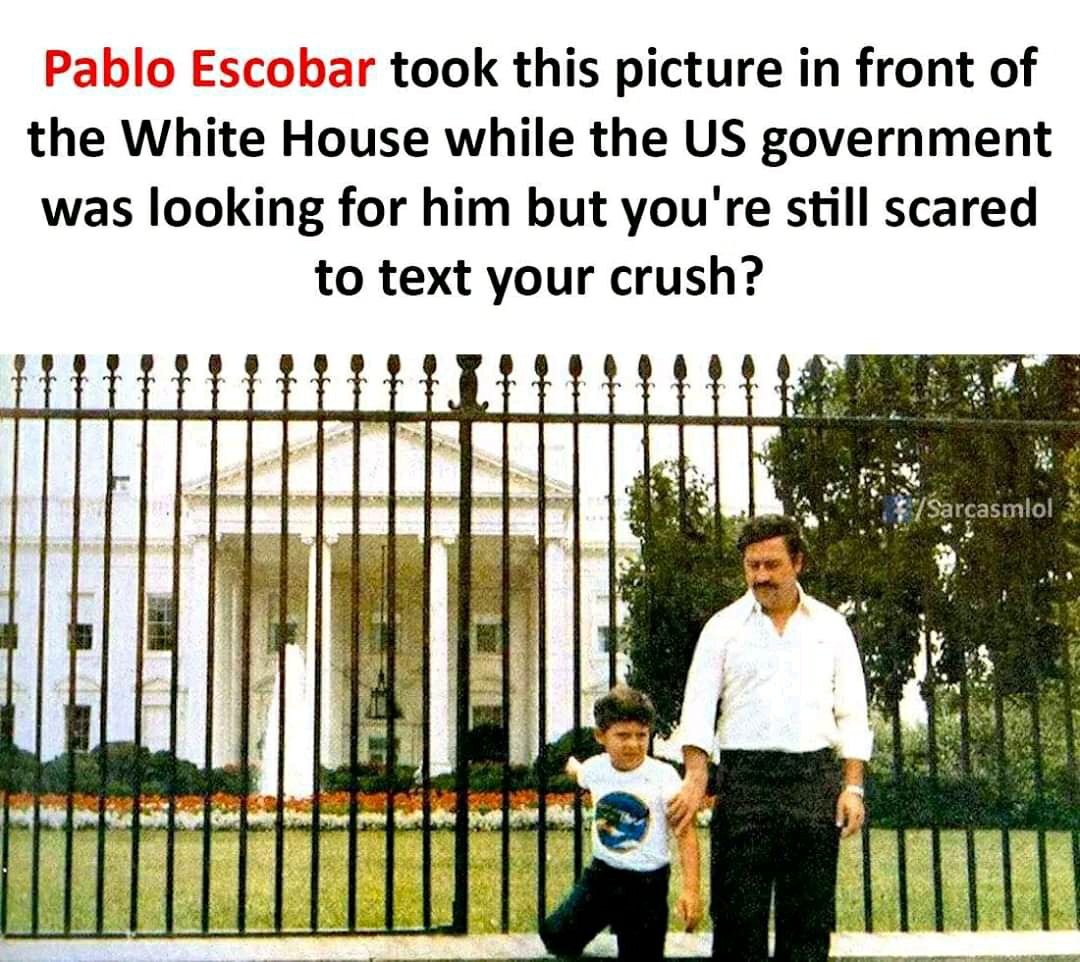 Pablo Escobar took this picture in front of
the White House while the US government
was looking for him but you're still scared
to text your crush?
f/Sarcasmlol